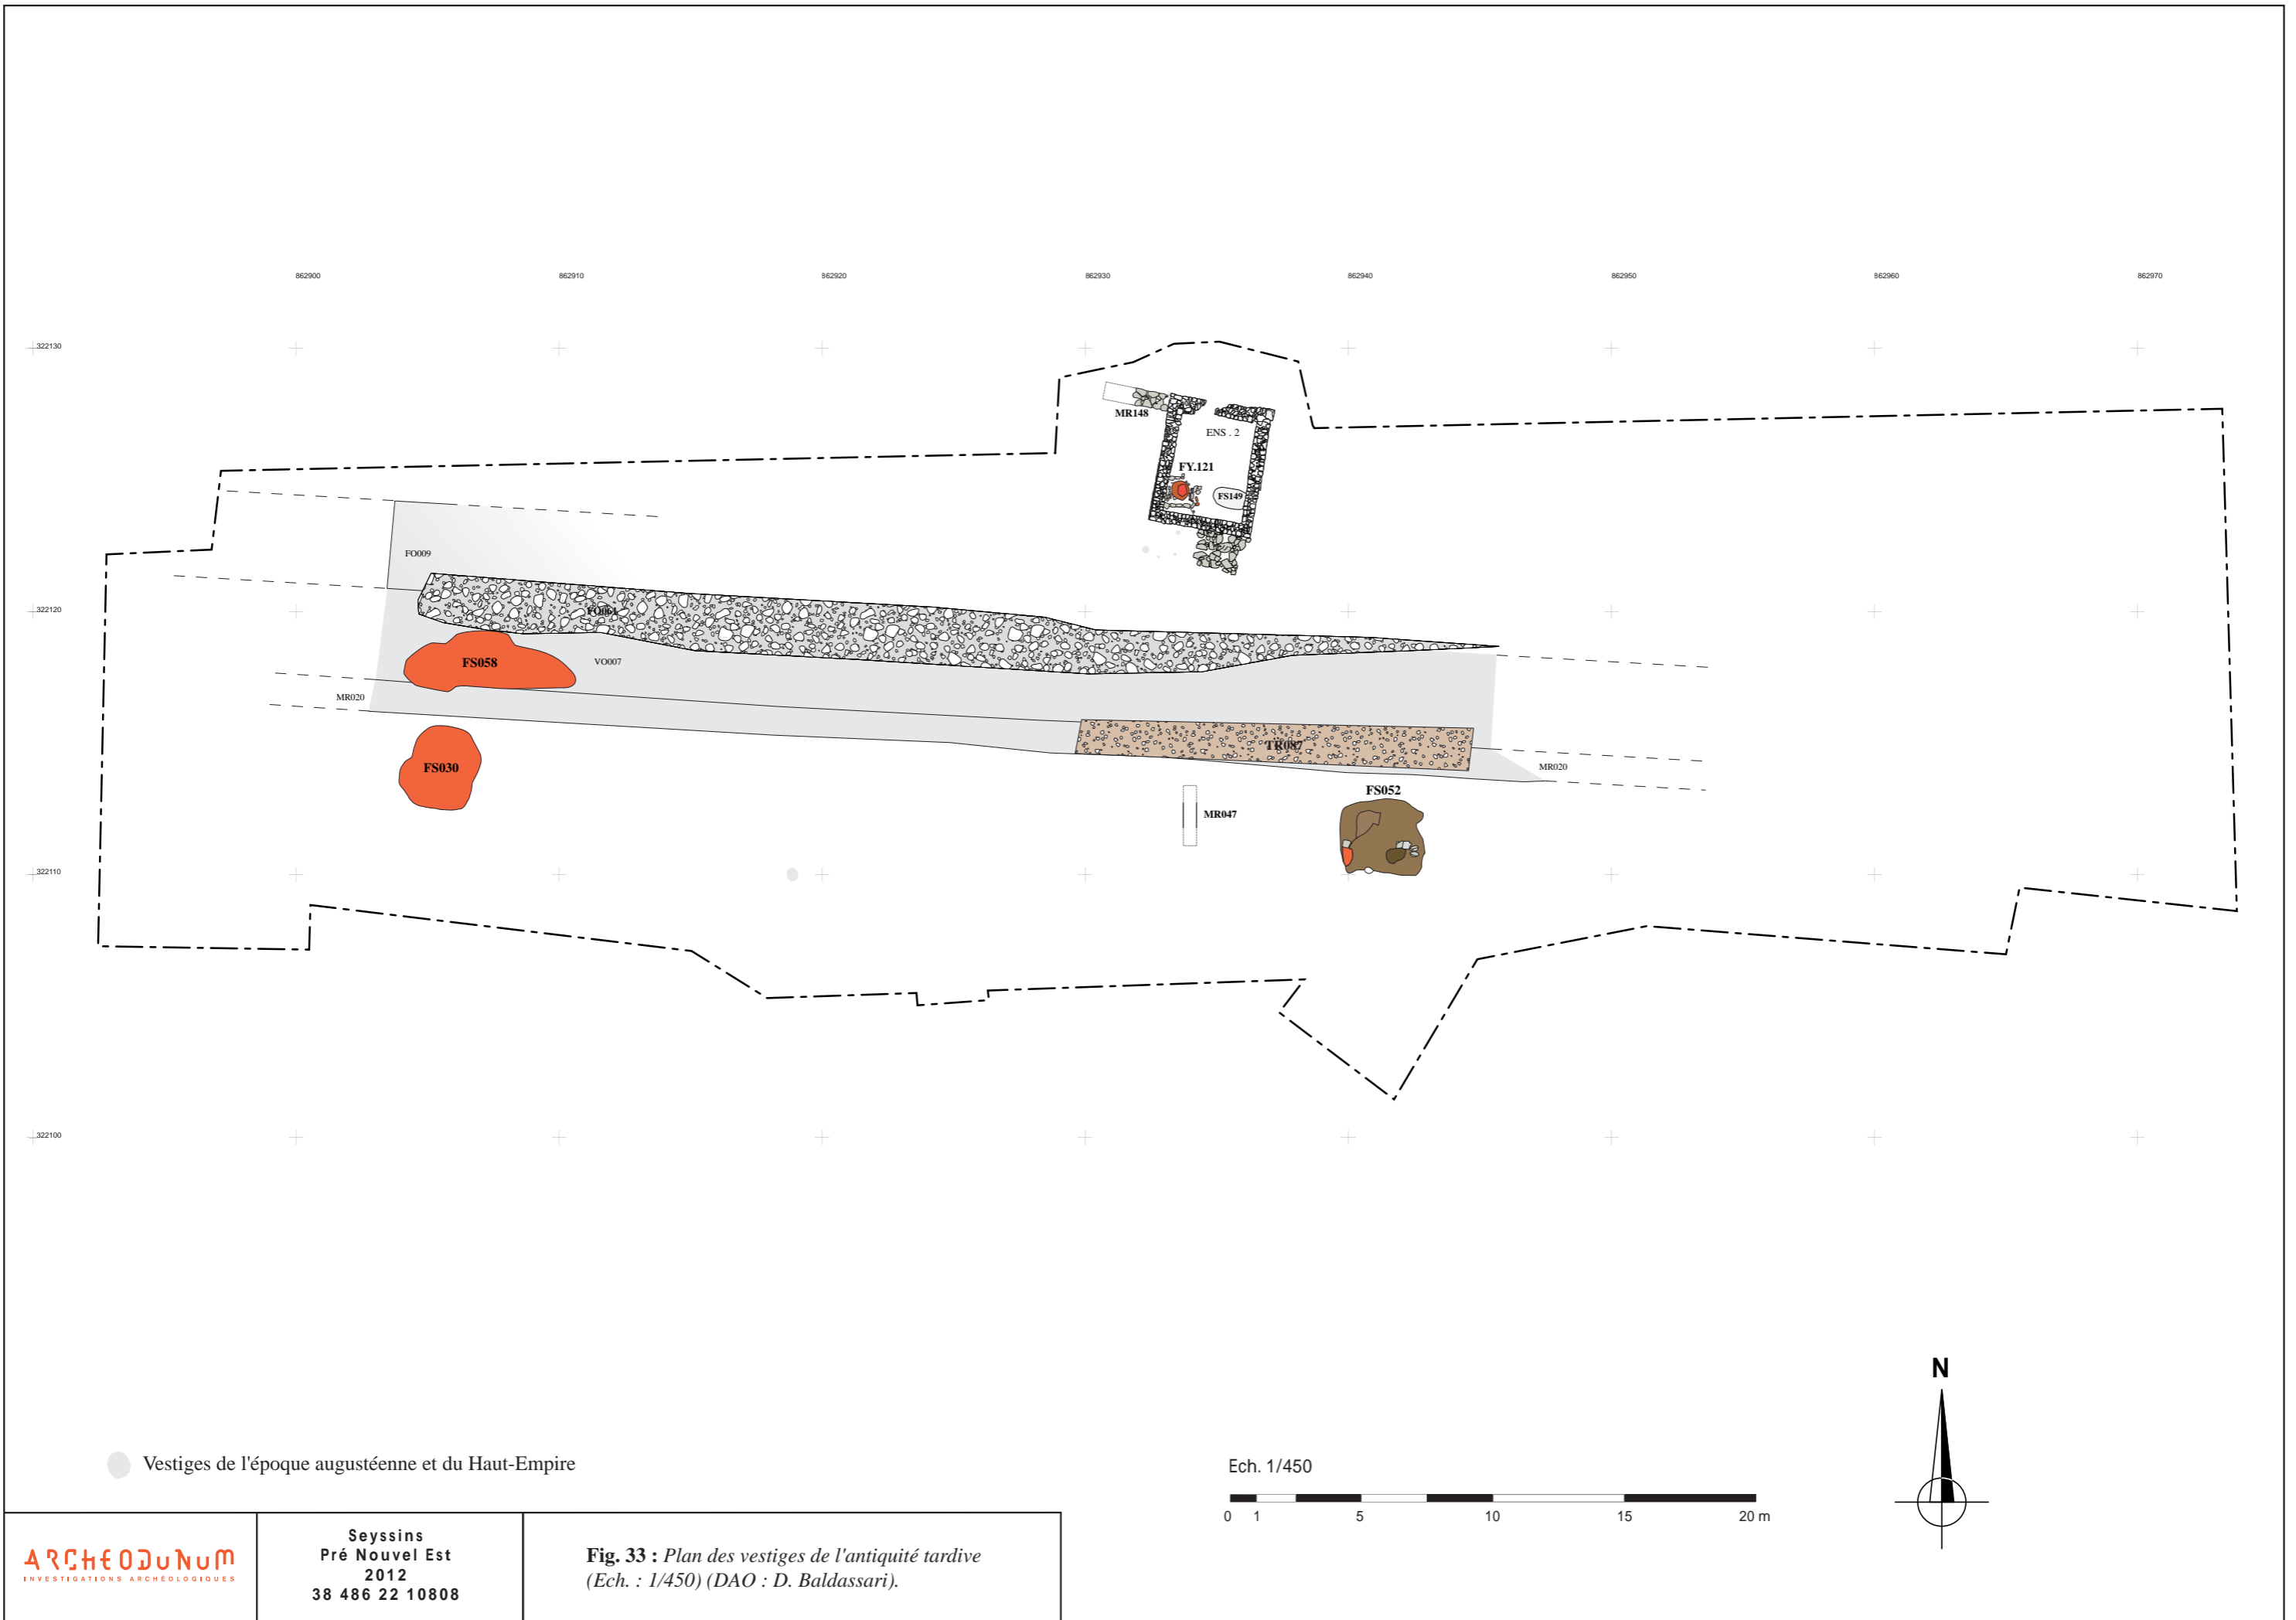 862900 862910 862920 862930 862940 862950 862960 862970
322130
MR148
ENS . 2
FY.121
FS149
FO009
322120
FO061
FS058
VO007
MR020
TR087
MR020
FS030
FS052
MR047
322110
322100
N
Vestiges de l'époque augustéenne et du Haut-Empire
Ech. 1/450
0 1 5 10 15 20 m
ARCHEODUNUM
INVESTIGATIONS ARCHÉOLOGIQUES
Seyssins
Pré Nouvel Est
2012
38 486 22 10808
Fig. 33 : Plan des vestiges de l'antiquité tardive
(Ech. : 1/450) (DAO : D. Baldassari).